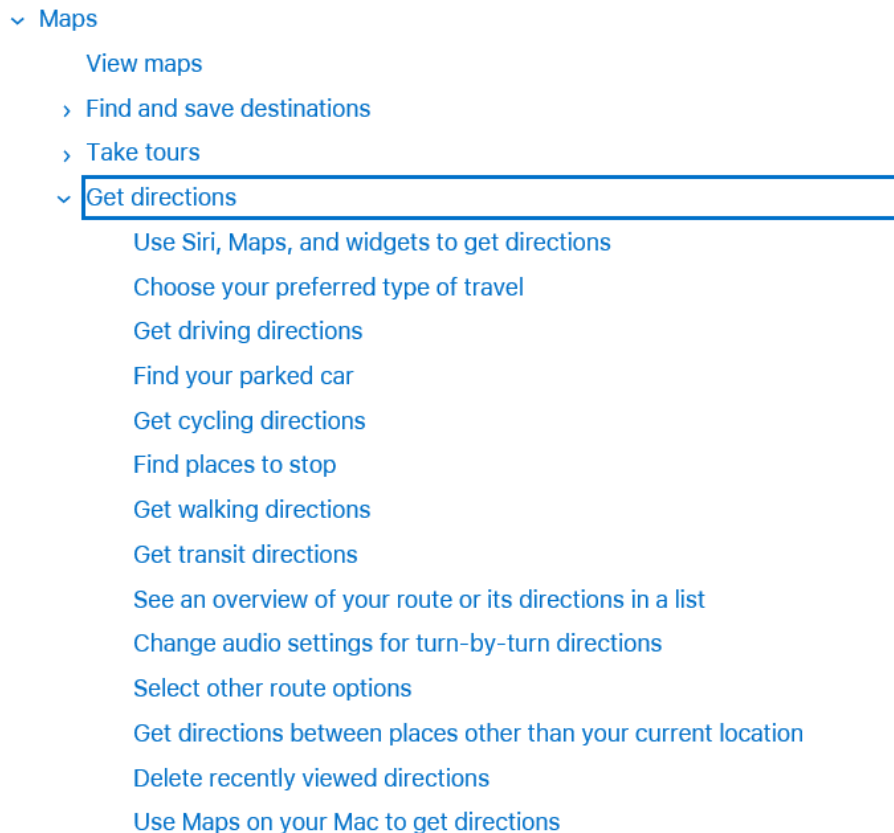 Maps
View maps
Find and save destinations
Take tours
Get directions
Use Siri, Maps, and widgets to get directions
Choose your preferred type of travel
Get driving directions
Find your parked car
Get cycling directions
Find places to stop
Get walking directions
Get transit directions
See an overview of your route or its directions in a list
Change audio settings for turn-by-turn directions
Select other route options
Get directions between places other than your current location
Delete recently viewed directions
Use Maps on your Mac to get directions